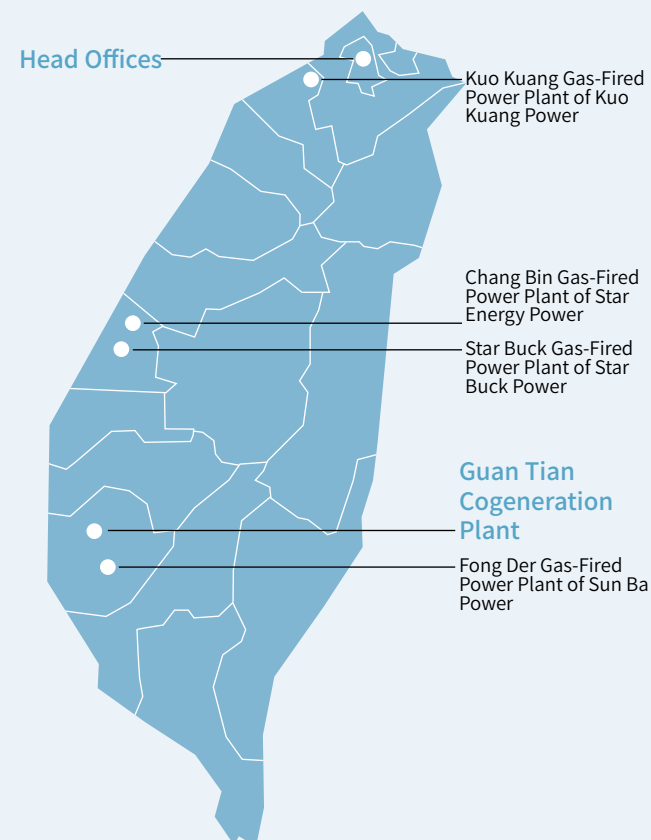 Head Offices
Kuo Kuang Gas-Fired
Power Plant of Kuo
Kuang Power
Chang Bin Gas-Fired
Power Plant of Star
Energy Power
Star Buck Gas-Fired
Power Plant of Star
Buck Power
Guan Tian
Cogeneration
Plant
Fong Der Gas-Fired
Power Plant of Sun Ba
Power